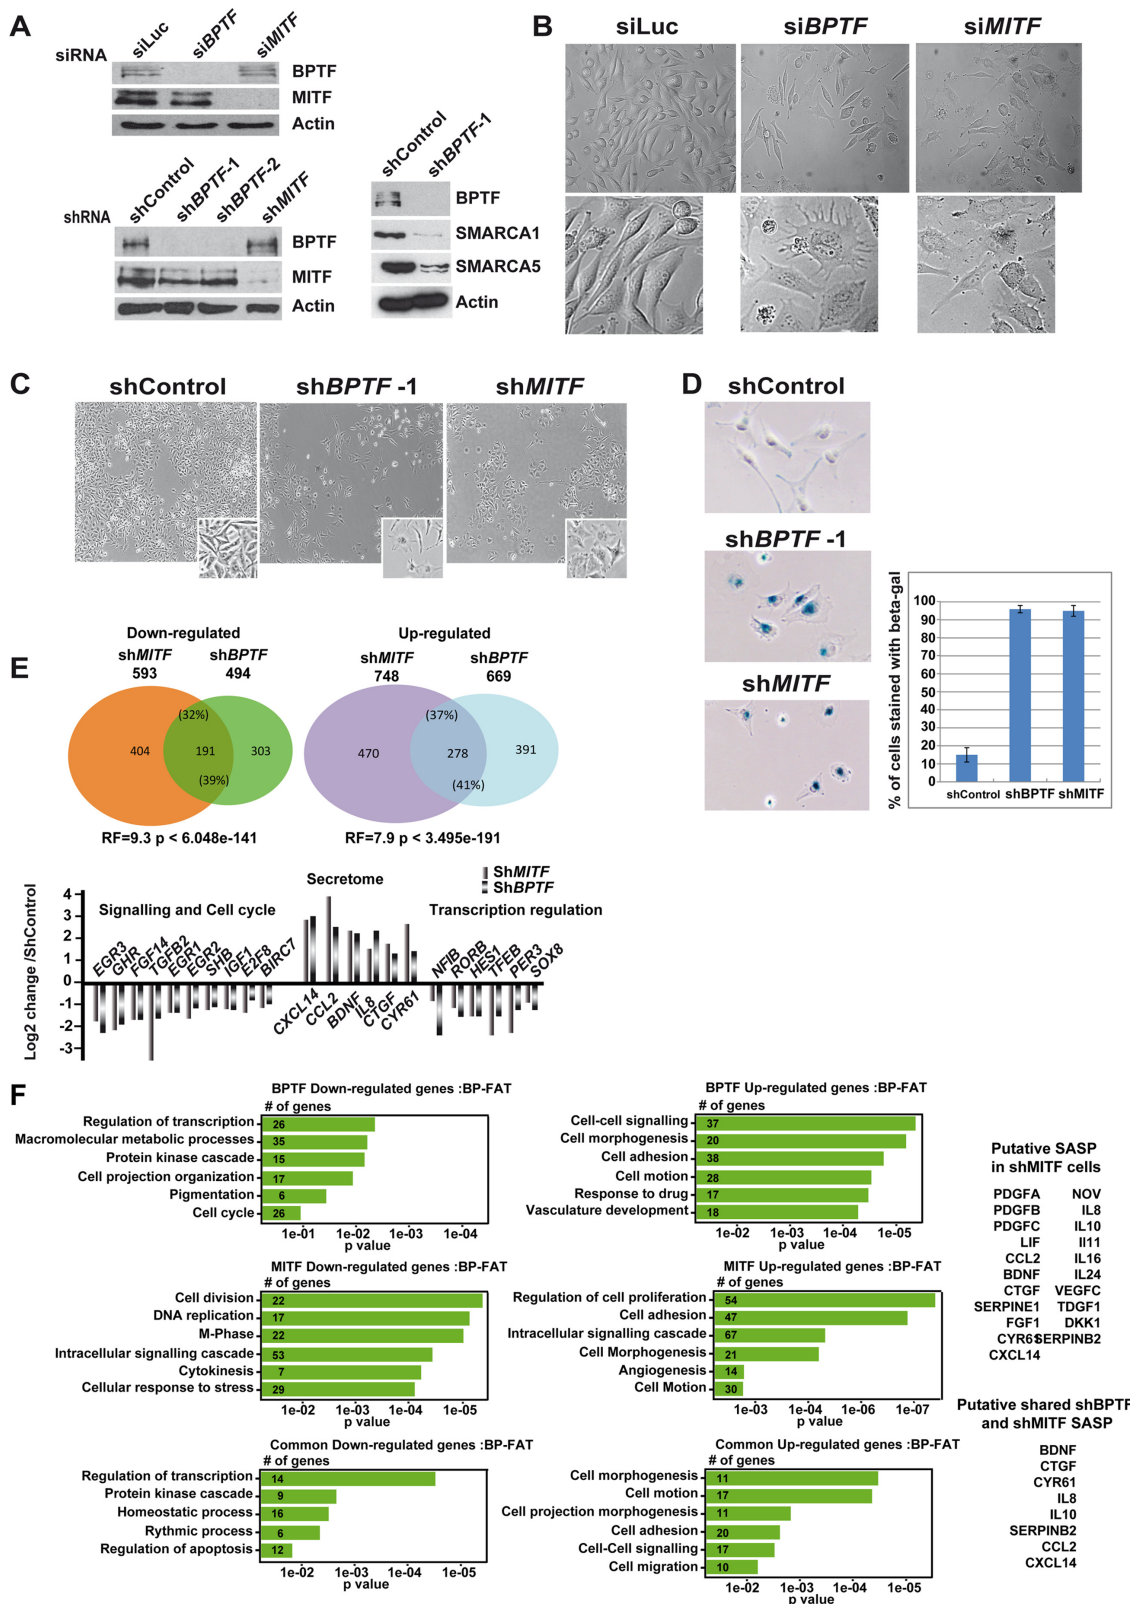 A
siRNA
siLuc
siBPTF
siMITF
BPTF
MITF
Actin
shRNA
shControl
shBPTF-1
shBPTF-2
shMITF
BPTF
MITF
Actin
shControl
shBPTF-1
BPTF
SMARCA1
SMARCA5
Actin
B
siLuc
siBPTF
siMITF
C
shControl
shBPTF -1
shMITF
D
shControl
shBPTF -1
shMITF
% of cells stained with beta-gal
100
90
80
70
60
50
40
30
20
10
0
shControl
shBPTF
shMITF
E
Down-regulated
shMITF
593
shBPTF
494
(32%)
404
191
303
(39%)
RF=9.3 p < 6.048e-141
Up-regulated
shMITF
748
shBPTF
669
(37%)
470
278
391
(41%)
RF=7.9 p < 3.495e-191
Log2 change /ShControl
4
3
2
1
0
-1
-2
-3
Signalling and Cell cycle
Secretome
ShMITF
ShBPTF
Transcription regulation
EGR3
GHR
FGF14
TGFB2
EGR1
EGR2
SHB
IGF1
E2F8
BIRC7
CXCL14
CCL2
BDNF
IL8
CTGF
CYR61
NFIB
RORB
HES1
TFEB
PER3
SOX8
F
BPTF Down-regulated genes :BP-FAT
# of genes
Regulation of transcription 26
Macromolecular metabolic processes 35
Protein kinase cascade 15
Cell projection organization 17
Pigmentation 6
Cell cycle 26
1e-01 1e-02 1e-03 1e-04
p value
BPTF Up-regulated genes :BP-FAT
# of genes
Cell-cell signalling 37
Cell morphogenesis 20
Cell adhesion 38
Cell motion 28
Response to drug 17
Vasculature development 18
1e-02 1e-03 1e-04 1e-05
p value
MITF Down-regulated genes :BP-FAT
# of genes
Cell division 22
DNA replication 17
M-Phase 22
Intracellular signalling cascade 53
Cytokinesis 7
Cellular response to stress 29
1e-02 1e-03 1e-04 1e-05
p value
MITF Up-regulated genes :BP-FAT
# of genes
Regulation of cell proliferation 54
Cell adhesion 47
Intracellular signalling cascade 67
Cell Morphogenesis 21
Angiogenesis 14
Cell Motion 30
1e-03 1e-04 1e-05 1e-06 1e-07
p value
Common Down-regulated genes :BP-FAT
# of genes
Regulation of transcription 14
Protein kinase cascade 9
Homeostatic process 16
Rythmic process 6
Regulation of apoptosis 12
1e-02 1e-03 1e-04 1e-05
p value
Common Up-regulated genes :BP-FAT
# of genes
Cell morphogenesis 11
Cell motion 17
Cell projection morphogenesis 11
Cell adhesion 20
Cell-Cell signalling 17
Cell migration 10
1e-02 1e-03 1e-04 1e-05
p value
Putative SASP
in shMITF cells
PDGFA NOV
PDGFB IL8
PDGFC IL10
LIF Il11
CCL2 IL16
BDNF IL24
CTGF VEGFC
SERPINE1 TDGF1
FGF1 DKK1
CYR61 SERPINB2
CXCL14
Putative shared shBPTF
and shMITF SASP
BDNF
CTGF
CYR61
IL8
IL10
SERPINB2
CCL2
CXCL14